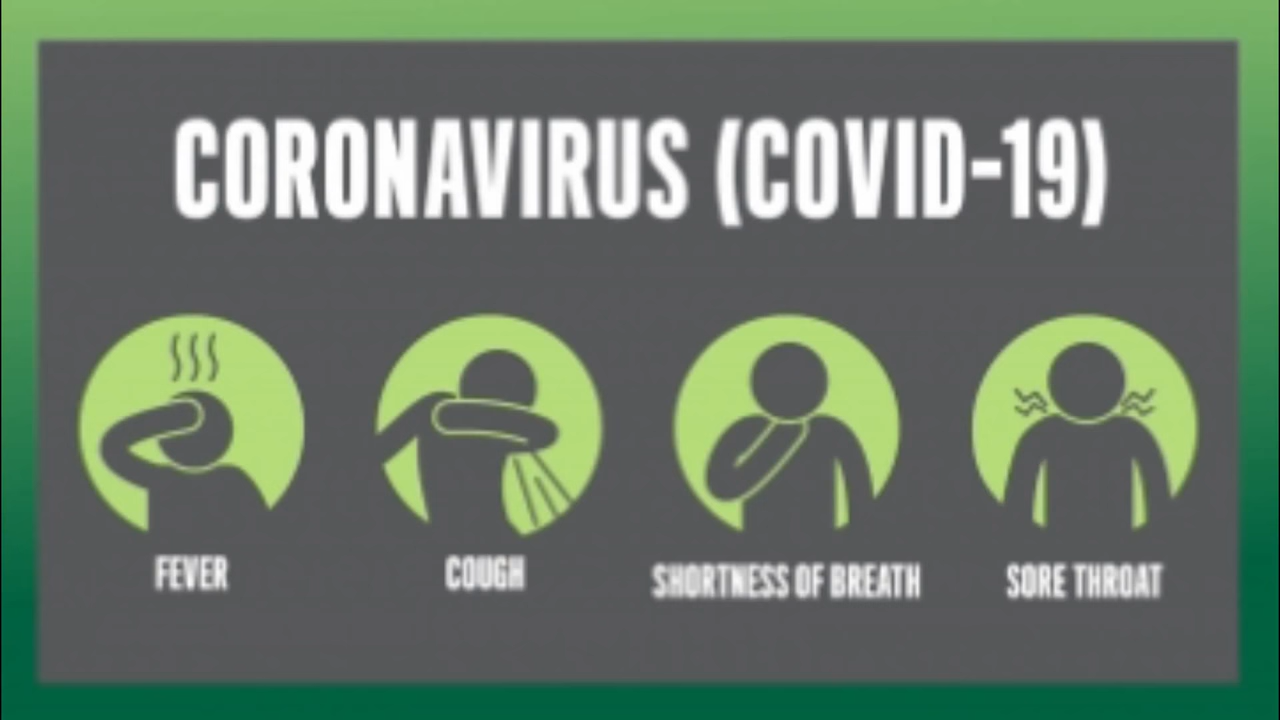 CORONAVIRUS (COVID-19)
FEVER
COUGH
SHORTNESS OF BREATH
SORE THROAT